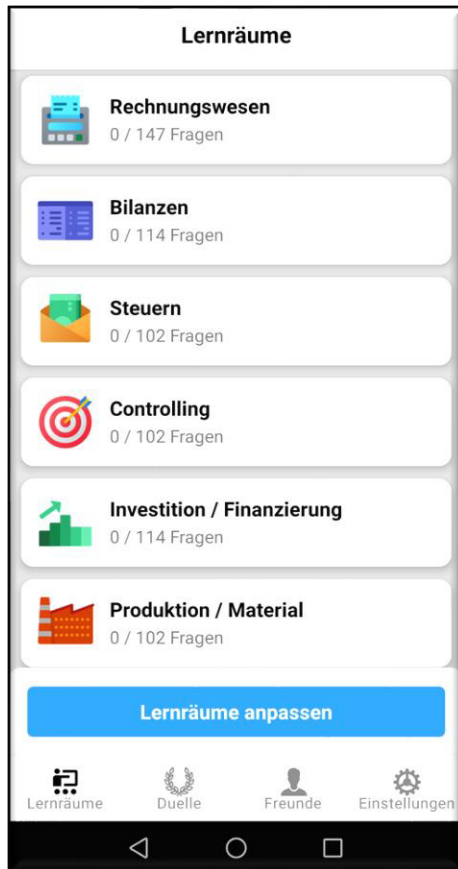 Lernräume
Rechnungswesen
0 / 147 Fragen
Bilanzen
0 / 114 Fragen
Steuern
0 / 102 Fragen
Controlling
0 / 102 Fragen
Investition / Finanzierung
0 / 114 Fragen
Produktion / Material
0 / 102 Fragen
Lernräume anpassen
Lernräume Duelle Freunde Einstellungen